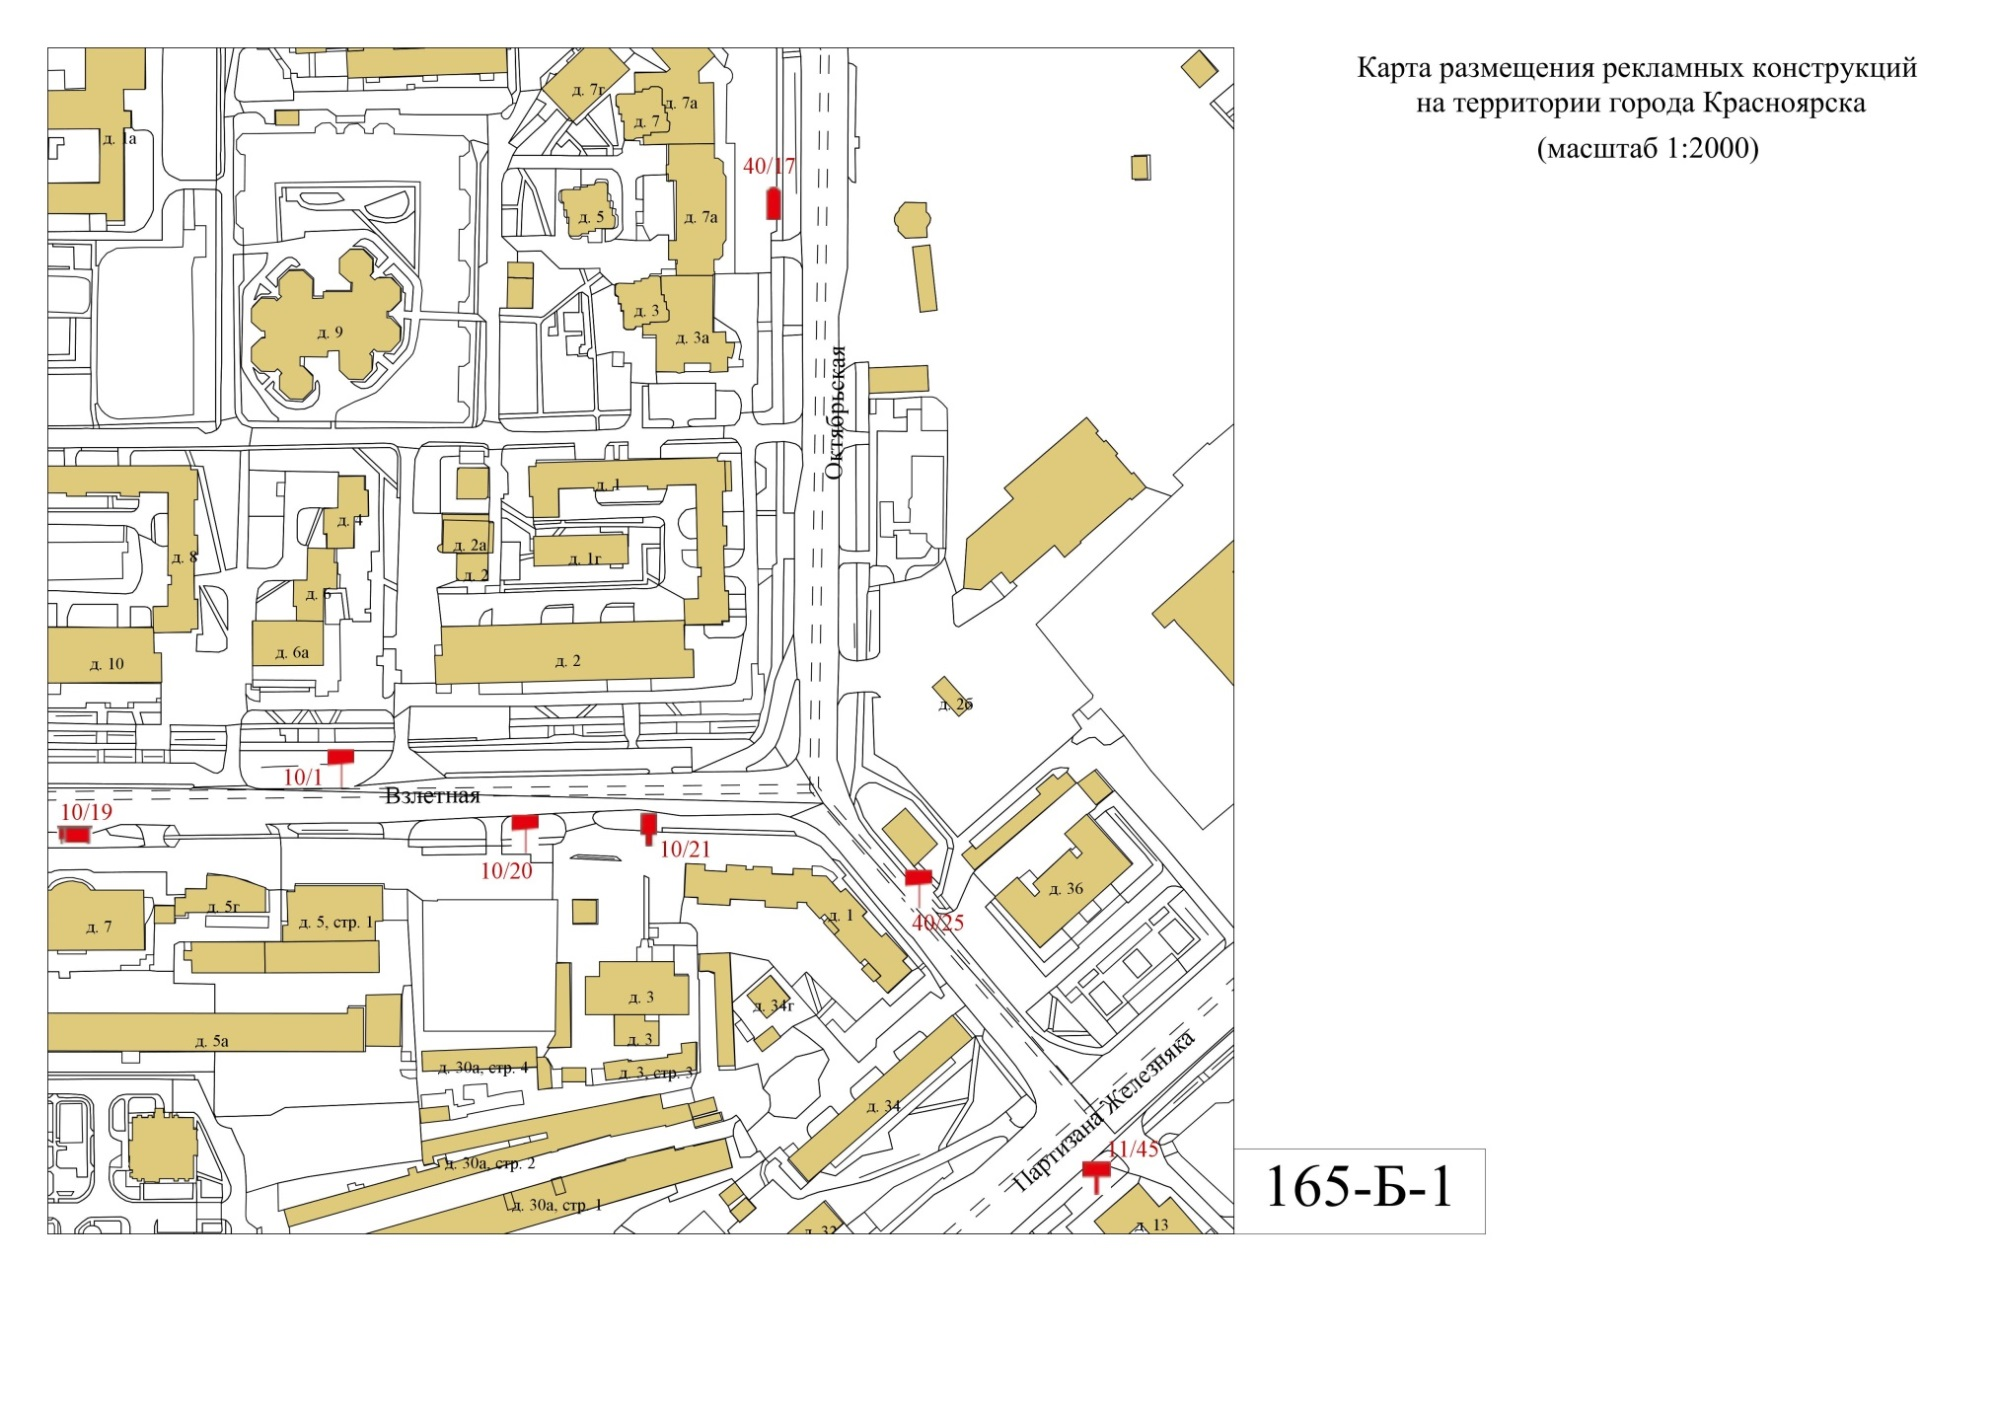 Карта размещения рекламных конструкций
на территории города Красноярска
(масштаб 1:2000)
д. 7г
д. 7а
д. 7
д. 1а
40/17
д. 5
д. 7а
д. 3
д. 9
д. 3а
Октябрьская
д. 1
д. 4
д. 2а
д. 8
д. 1г
д. 2
д. 6
д. 6а
д. 2
д. 10
д. 2б
10/1
Взлетная
10/19
10/21
10/20
д. 36
д. 5г
д. 1
д. 5, стр. 1
40/25
д. 7
д. 3
д. 34г
д. 5а
д. 3
д. 30а, стр. 4
д. 3, стр. 3
Партизана Железняка
д. 34
11/45
д. 30а, стр. 2
165-Б-1
д. 30а, стр. 1
д. 13
д. 32